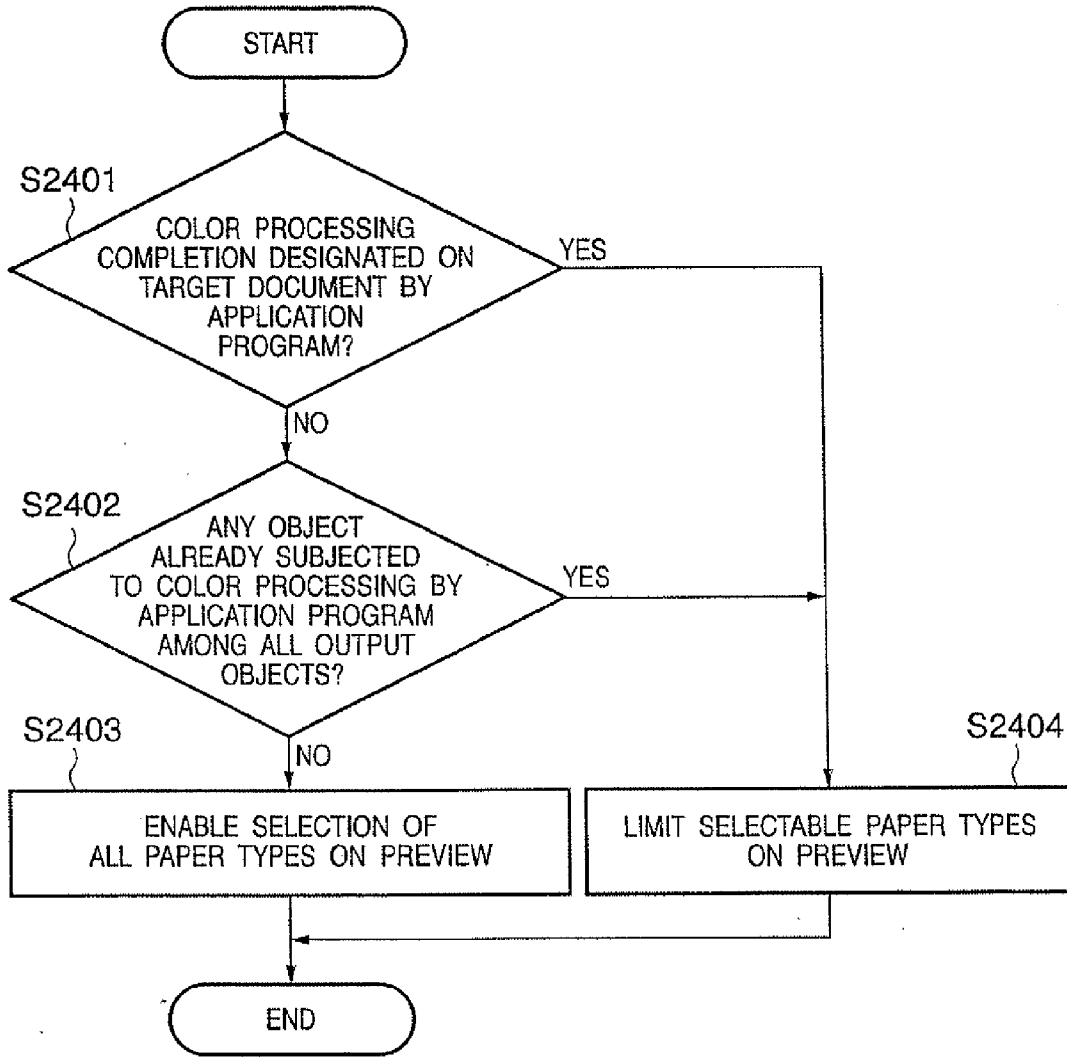 START
S2401
COLOR PROCESSING
COMPLETION DESIGNATED ON
TARGET DOCUMENT BY
APPLICATION
PROGRAM?
YES
NO
S2402
ANY OBJECT
ALREADY SUBJECTED
TO COLOR PROCESSING BY
APPLICATION PROGRAM
AMONG ALL OUTPUT
OBJECTS?
YES
NO
S2403
ENABLE SELECTION OF
ALL PAPER TYPES ON PREVIEW
S2404
LIMIT SELECTABLE PAPER TYPES
ON PREVIEW
END